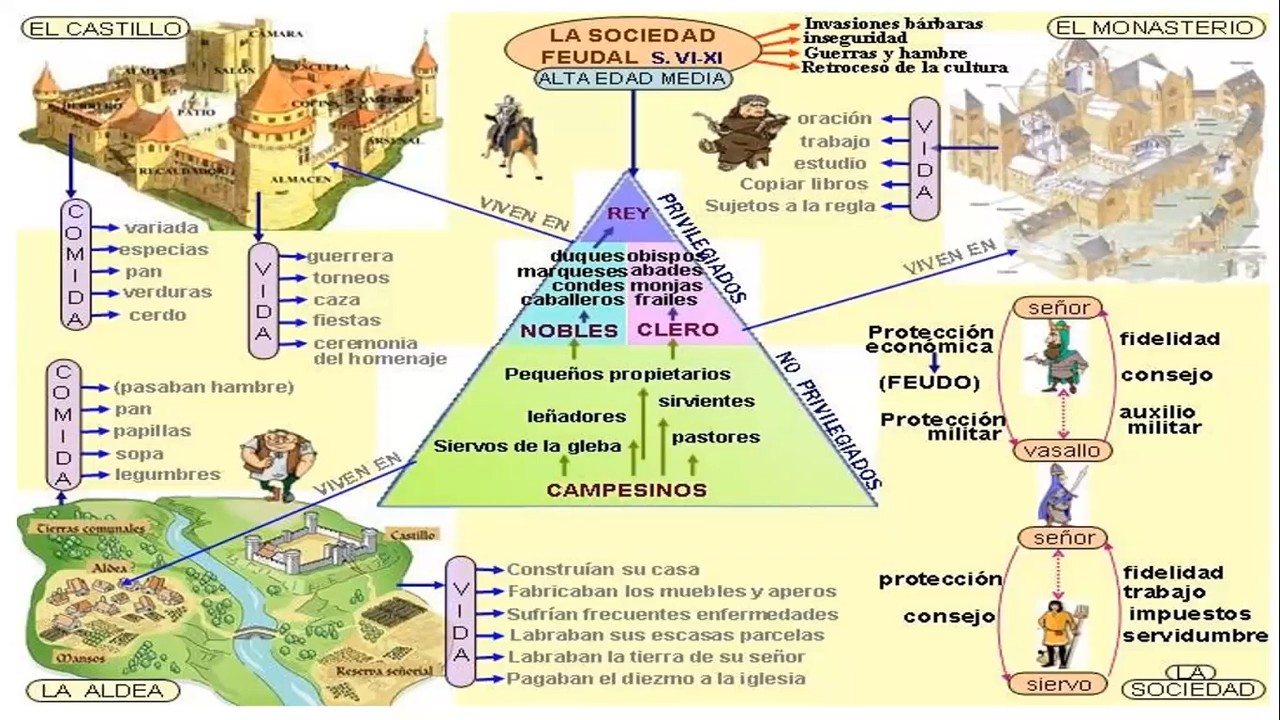 EL CASTILLO
CÁMARA
ALMENA
SALÓN
ESCUELA
HERRERO
PATIO
COCINA
COMEDOR
ARSENAL
RECAUDADOR
ALMACEN
LA SOCIEDAD
FEUDAL S. VI-XI
ALTA EDAD MEDIA
Invasiones bárbaras
inseguridad
Guerras y hambre
Retroceso de la cultura
EL MONASTERIO
VIDA
oración
trabajo
estudio
Copiar libros
Sujetos a la regla
COMIDA
variada
especias
pan
verduras
cerdo
VIDA
guerrera
torneos
caza
fiestas
ceremonia
del homenaje
VIVEN EN
REY
PRIVILEGIADOS
duques obispos
marqueses abades
condes monjas
caballeros frailes
NOBLES CLERO
VIVEN EN
Pequeños propietarios
leñadores
sirvientes
Siervos de la gleba
pastores
CAMPESINOS
NO PRIVILEGIADOS
VIVEN EN
COMIDA
(pasaban hambre)
pan
papillas
sopa
legumbres
Tierras comunales
Castillo
Aldea
Mansos
Reserva señorial
LA ALDEA
VIDA
Construían su casa
Fabricaban los muebles y aperos
Sufrían frecuentes enfermedades
Labraban sus escasas parcelas
Labraban la tierra de su señor
Pagaban el diezmo a la iglesia
señor
Protección
económica
(FEUDO)
Protección
militar
fidelidad
consejo
auxilio
militar
vasallo
señor
protección
consejo
fidelidad
trabajo
impuestos
servidumbre
siervo
LA
SOCIEDAD